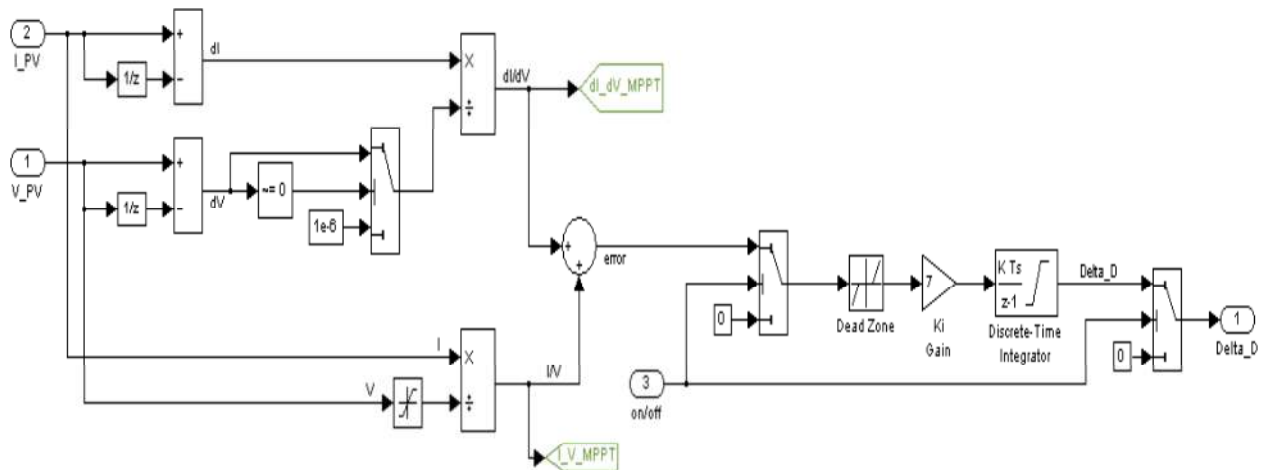 2
I_PV
+
1/z
−
dI
×
÷
dI/dV
dI_dV_MPPT
1
V_PV
+
1/z
−
dV
~= 0
1e-6
+
+
error
0
Dead Zone
7
Ki
Gain
K Ts
z-1
Discrete-Time
Integrator
Delta_D
0
1
Delta_D
3
on/off
I
×
÷
I/V
V
I_V_MPPT